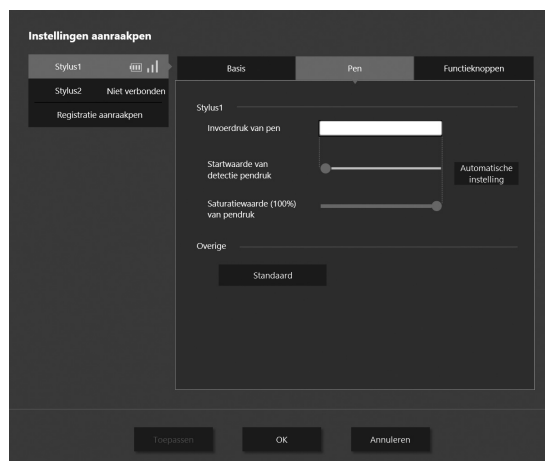 Instellingen aanraakpen
Stylus1
Stylus2 Niet verbonden
Registratie aanraakpen
Basis Pen Functieknoppen
Stylus1
Invoerdruk van pen
Startwaarde van
detectie pendruk
Automatische
instelling
Saturatiewaarde (100%)
van pendruk
Overige
Standaard
Toepassen OK Annuleren